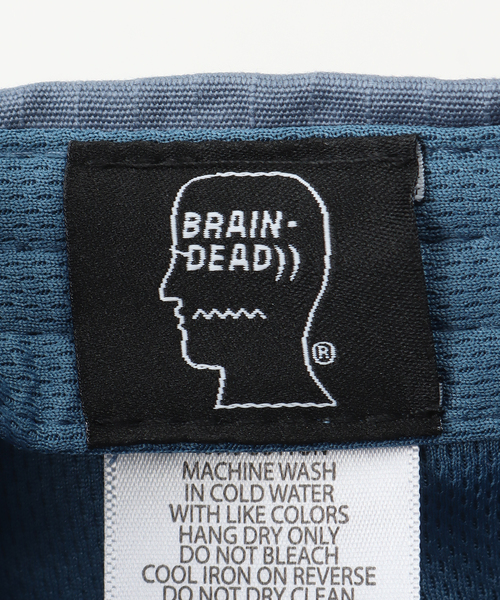 BRAIN-
DEAD))
®
MACHINE WASH
IN COLD WATER
WITH LIKE COLORS
HANG DRY ONLY
DO NOT BLEACH
COOL IRON ON REVERSE
DO NOT DRY CLEAN